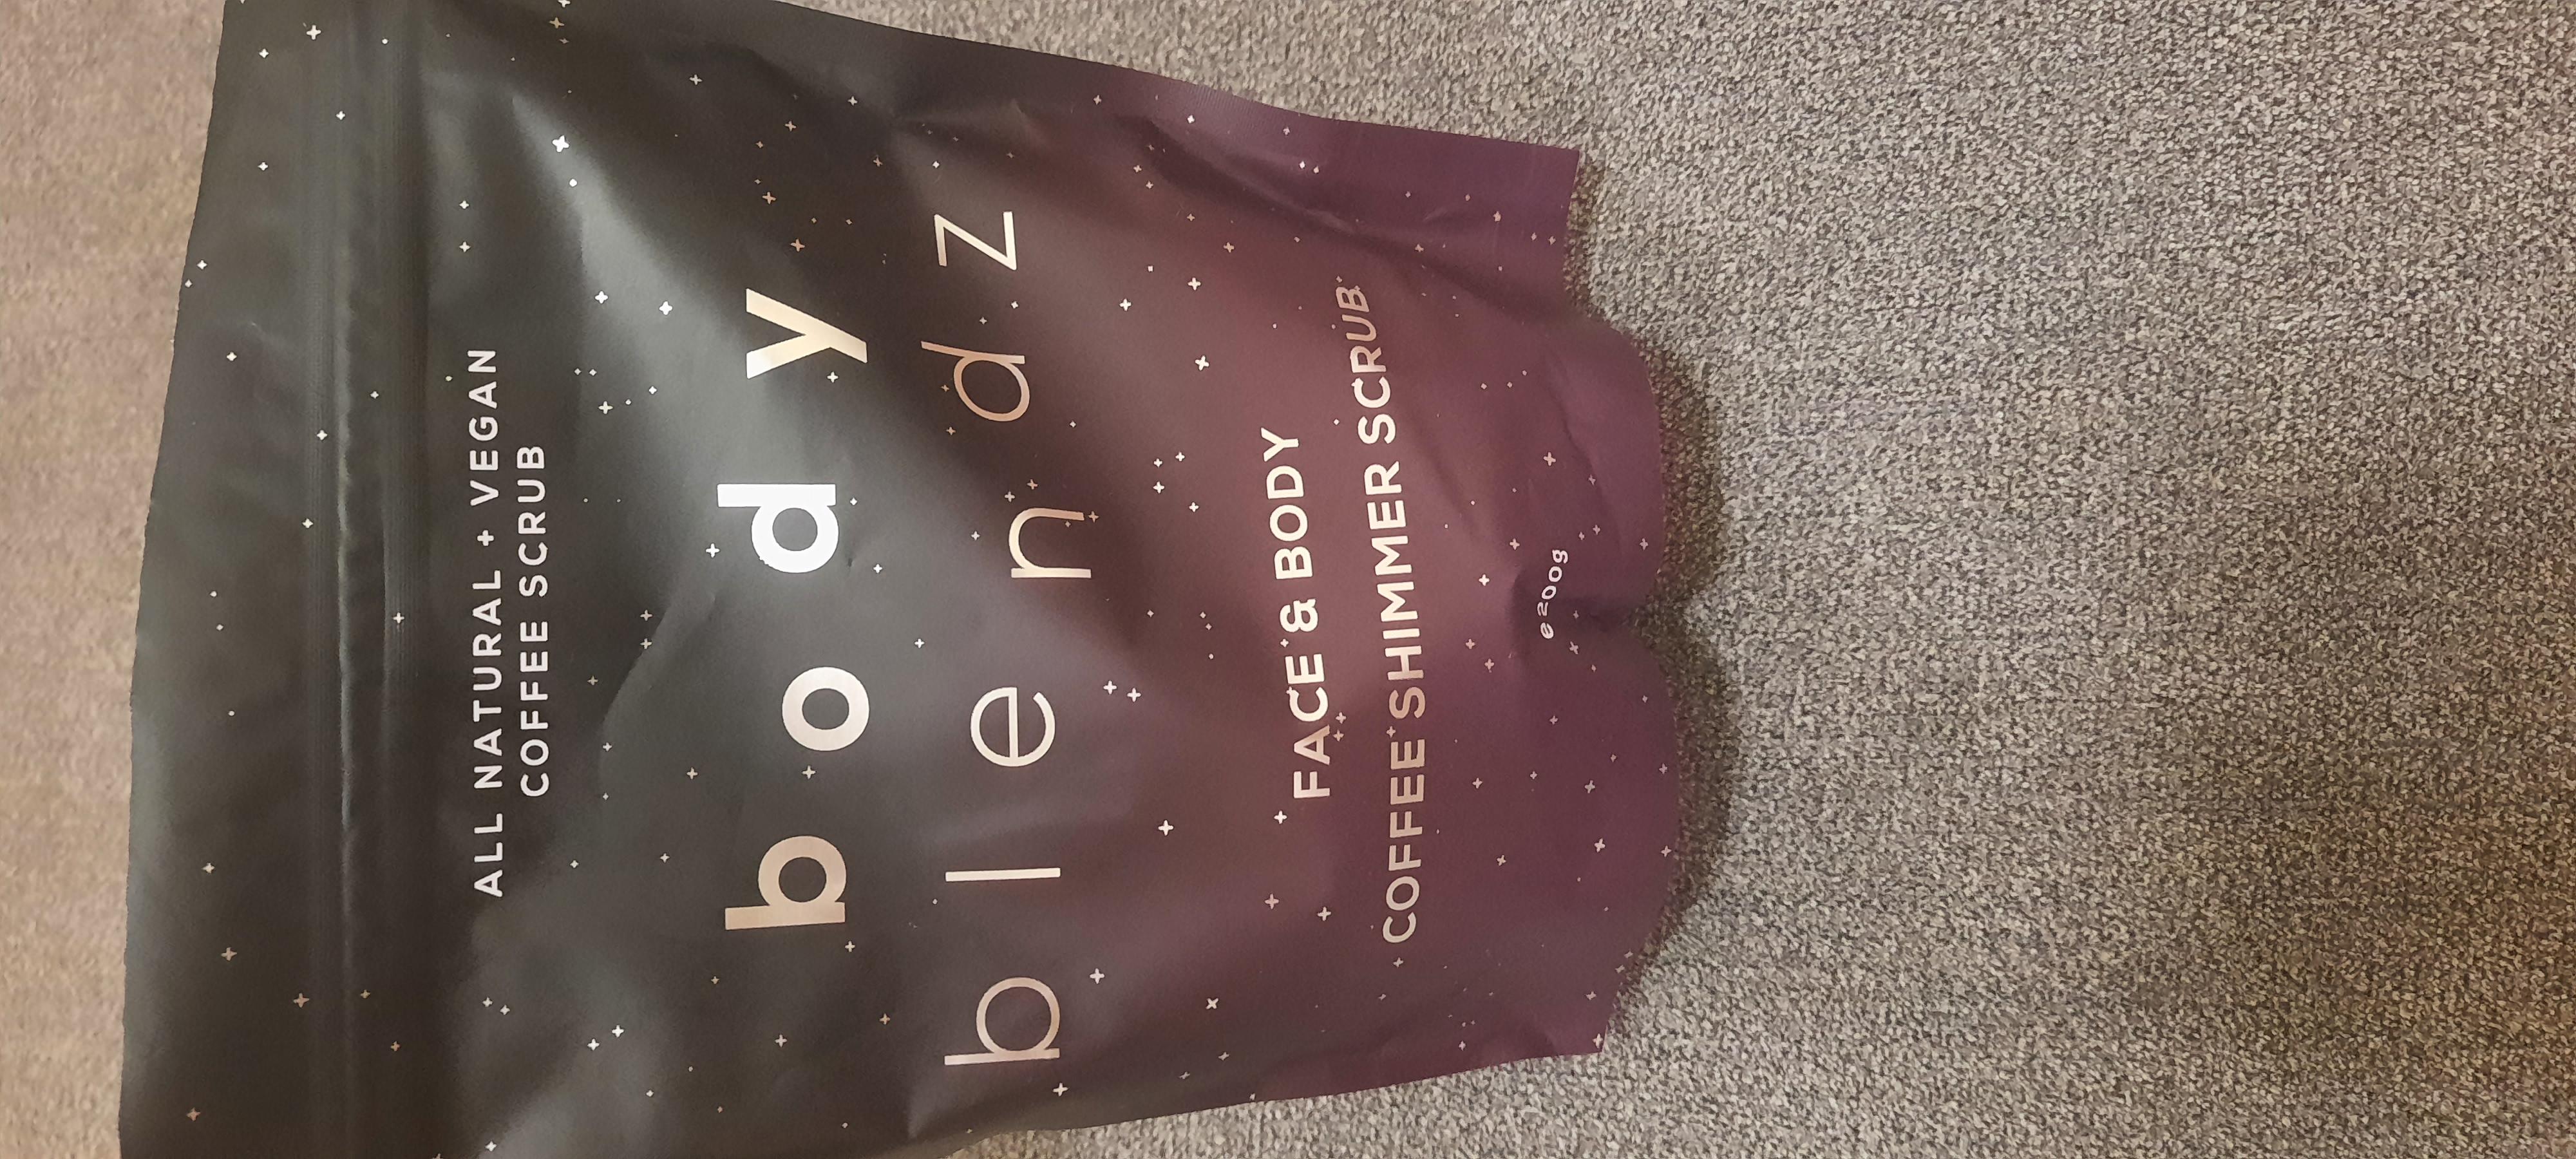 ALL NATURAL + VEGAN
COFFEE SCRUB
body
blendz
FACE & BODY
COFFEE SHIMMER SCRUB
e 200g